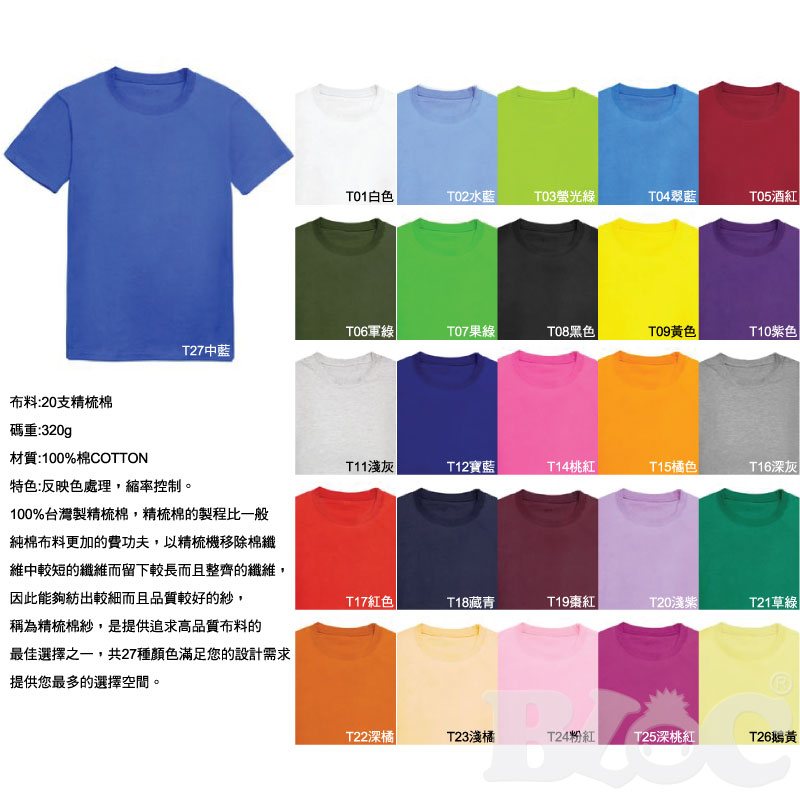 T27中藍
T01白色
T02水藍
T03螢光綠
T04翠藍
T05酒紅
T06軍綠
T07果綠
T08黑色
T09黃色
T10紫色
T11淺灰
T12寶藍
T14桃紅
T15橘色
T16深灰
T17紅色
T18藏青
T19棗紅
T20淺紫
T21草綠
T22深橘
T23淺橘
T24粉紅
T25深桃紅
T26鵝黃
布料:20支精梳棉
碼重:320g
材質:100%棉COTTON
特色:反映色處理，縮率控制。
100%台灣製精梳棉，精梳棉的製程比一般
純棉布料更加的費功夫，以精梳機移除棉纖
維中較短的纖維而留下較長而且整齊的纖維，
因此能夠紡出較細而且品質較好的紗，
稱為精梳棉紗，是提供追求高品質布料的
最佳選擇之一，共27種顏色滿足您的設計需求
提供您最多的選擇空間。
BLOC®